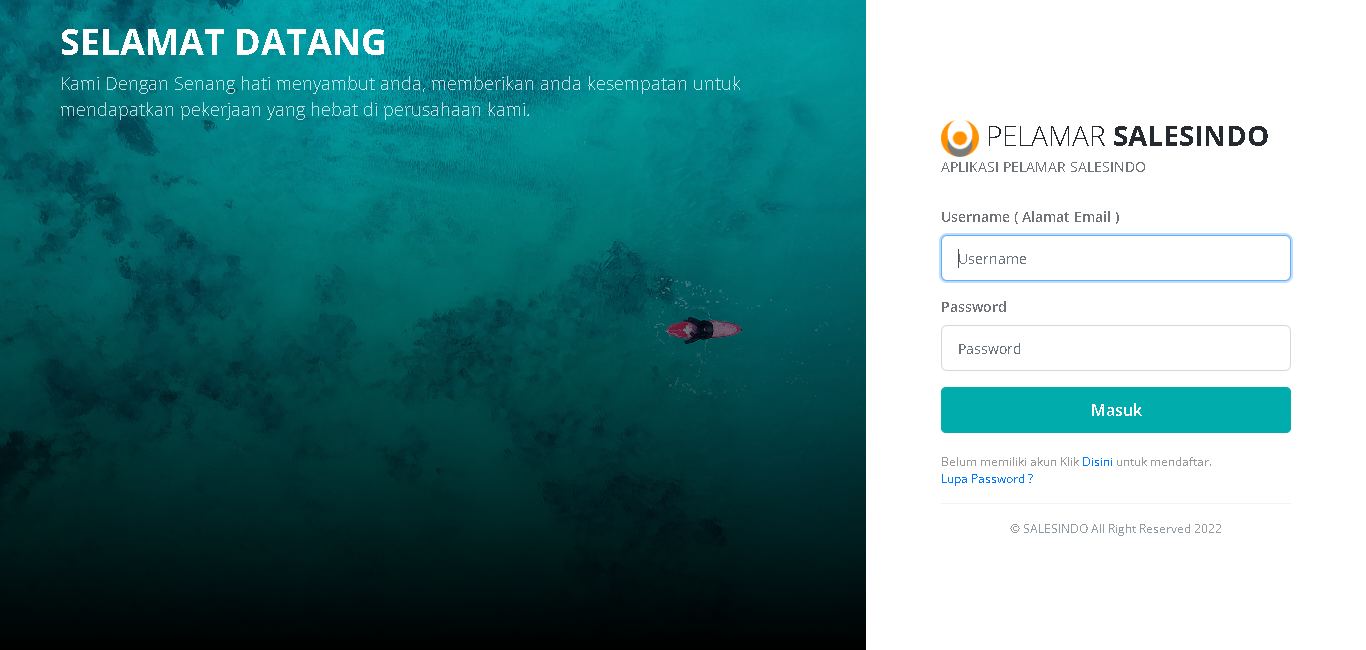 SELAMAT DATANG
Kami Dengan Senang hati menyambut anda, memberikan anda kesempatan untuk
mendapatkan pekerjaan yang hebat di perusahaan kami.
PELAMAR SALESINDO
APLIKASI PELAMAR SALESINDO
Username ( Alamat Email )
Username
Password
Password
Masuk
Belum memiliki akun Klik Disini untuk mendaftar.
Lupa Password ?
© SALESINDO All Right Reserved 2022